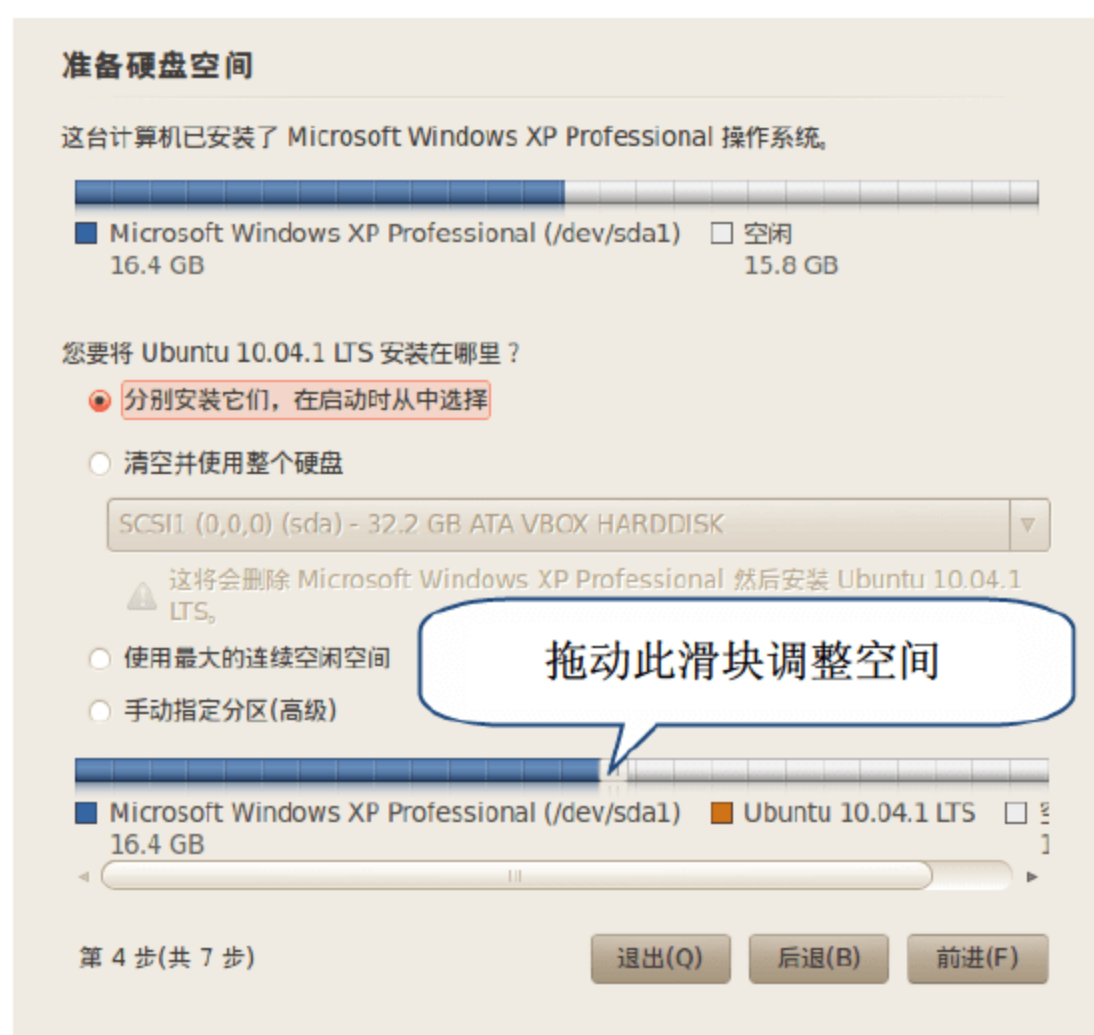 准备硬盘空间
这台计算机已安装了 Microsoft Windows XP Professional 操作系统。
Microsoft Windows XP Professional (/dev/sda1) 空闲
16.4 GB 15.8 GB
您要将 Ubuntu 10.04.1 LTS 安装在哪里？
分别安装它们，在启动时从中选择
清空并使用整个硬盘
SCSI1 (0,0,0) (sda) - 32.2 GB ATA VBOX HARDDISK
这将会删除 Microsoft Windows XP Professional 然后安装 Ubuntu 10.04.1
LTS。
拖动此滑块调整空间
使用最大的连续空闲空间
手动指定分区(高级)
Microsoft Windows XP Professional (/dev/sda1) Ubuntu 10.04.1 LTS
16.4 GB
第 4 步(共 7 步)
退出(Q) 后退(B) 前进(F)